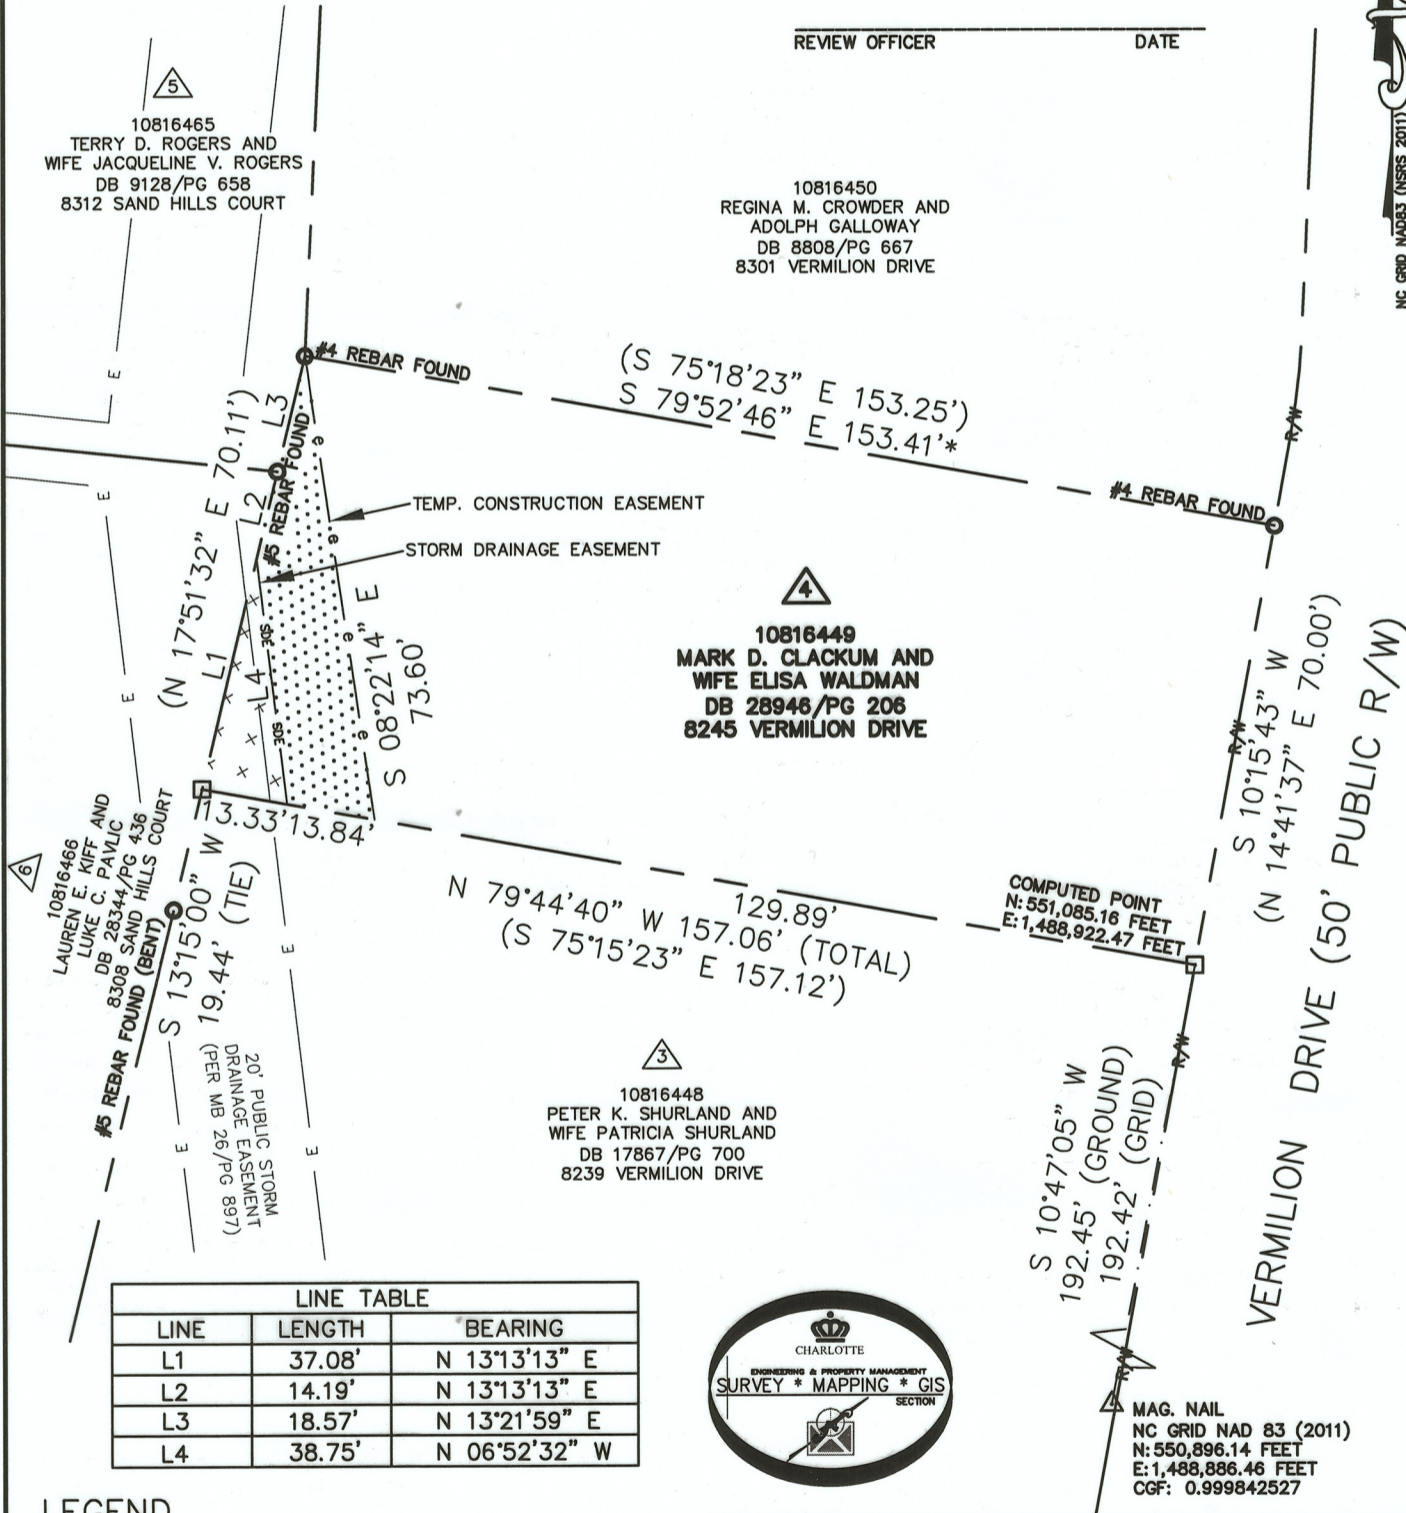 REVIEW OFFICER DATE
NC GRID NAD83 (NSRS 2011)
5
10816465
TERRY D. ROGERS AND
WIFE JACQUELINE V. ROGERS
DB 9128/PG 658
8312 SAND HILLS COURT
10816450
REGINA M. CROWDER AND
ADOLPH GALLOWAY
DB 8808/PG 667
8301 VERMILION DRIVE
E
#4 REBAR FOUND
(S 75°18'23" E 153.25')
S 79°52'46" E 153.41'*
R/W
#4 REBAR FOUND
(N 17°51'32" E 70.11')
L3
L2
L1
#5 REBAR FOUND
e
E
TEMP. CONSTRUCTION EASEMENT
e
STORM DRAINAGE EASEMENT
4
10816449
MARK D. CLACKUM AND
WIFE ELISA WALDMAN
DB 28946/PG 206
8245 VERMILION DRIVE
SDE
L4
e
E
SDE
e
S 08°22'14" E
73.60'
R/W
S 10°15'43" W
(N 14°41'37" E 70.00')
VERMILION DRIVE (50' PUBLIC R/W)
13.33' 13.84'
6
10816466
LAUREN E. KIFF AND
LUKE C. PAVLIC
DB 28344/PG 436
8308 SAND HILLS COURT
#5 REBAR FOUND (BENT)
S 13°15'00" W
19.44' (TIE)
E
129.89'
N 79°44'40" W 157.06' (TOTAL)
(S 75°15'23" E 157.12')
COMPUTED POINT
N: 551,085.16 FEET
E: 1,488,922.47 FEET
R/W
20' PUBLIC STORM
DRAINAGE EASEMENT
(PER MB 26/PG 897)
E
E
3
10816448
PETER K. SHURLAND AND
WIFE PATRICIA SHURLAND
DB 17867/PG 700
8239 VERMILION DRIVE
S 10°47'05" W
192.45' (GROUND)
192.42' (GRID)
R/W
LINE TABLE
LINE LENGTH BEARING
L1 37.08' N 13°13'13" E
L2 14.19' N 13°13'13" E
L3 18.57' N 13°21'59" E
L4 38.75' N 06°52'32" W
CHARLOTTE
ENGINEERING & PROPERTY MANAGEMENT
SURVEY * MAPPING * GIS
SECTION
MAG. NAIL
NC GRID NAD 83 (2011)
N: 550,896.14 FEET
E: 1,488,886.46 FEET
CGF: 0.999842527
LEGEND